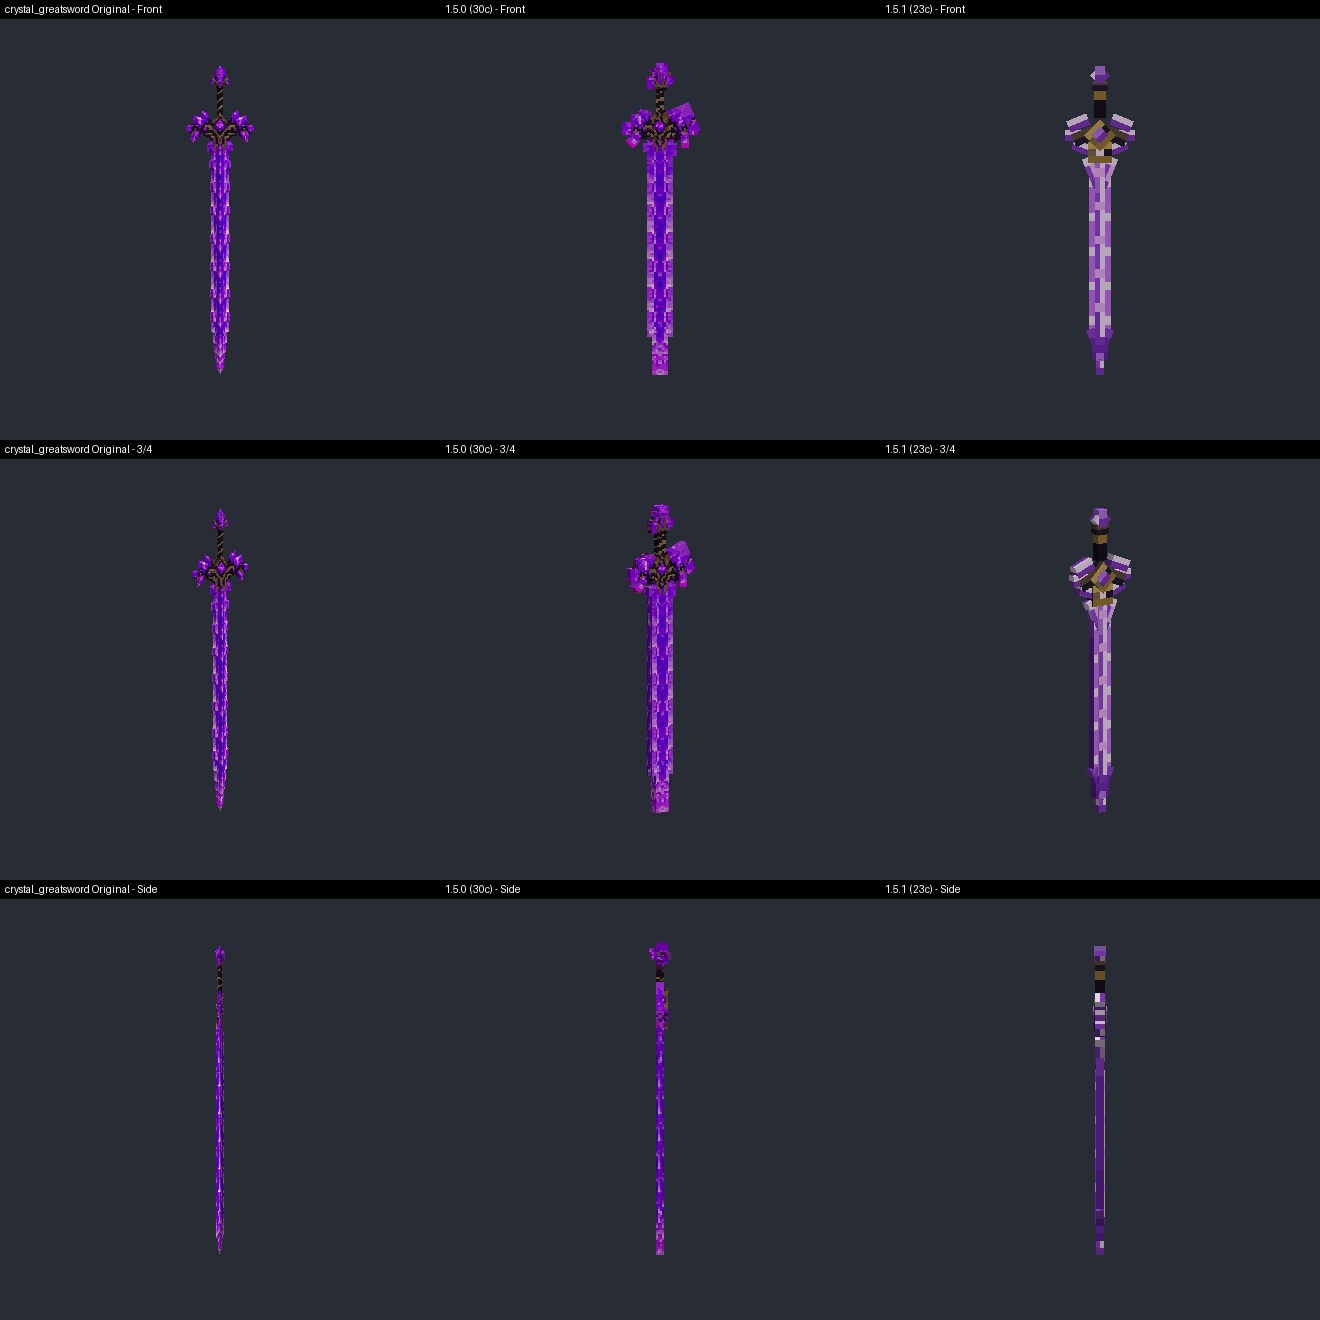 crystal_greatsword Original - Front
1.5.0 (30c) - Front
1.5.1 (23c) - Front
crystal_greatsword Original - 3/4
1.5.0 (30c) - 3/4
1.5.1 (23c) - 3/4
crystal_greatsword Original - Side
1.5.0 (30c) - Side
1.5.1 (23c) - Side